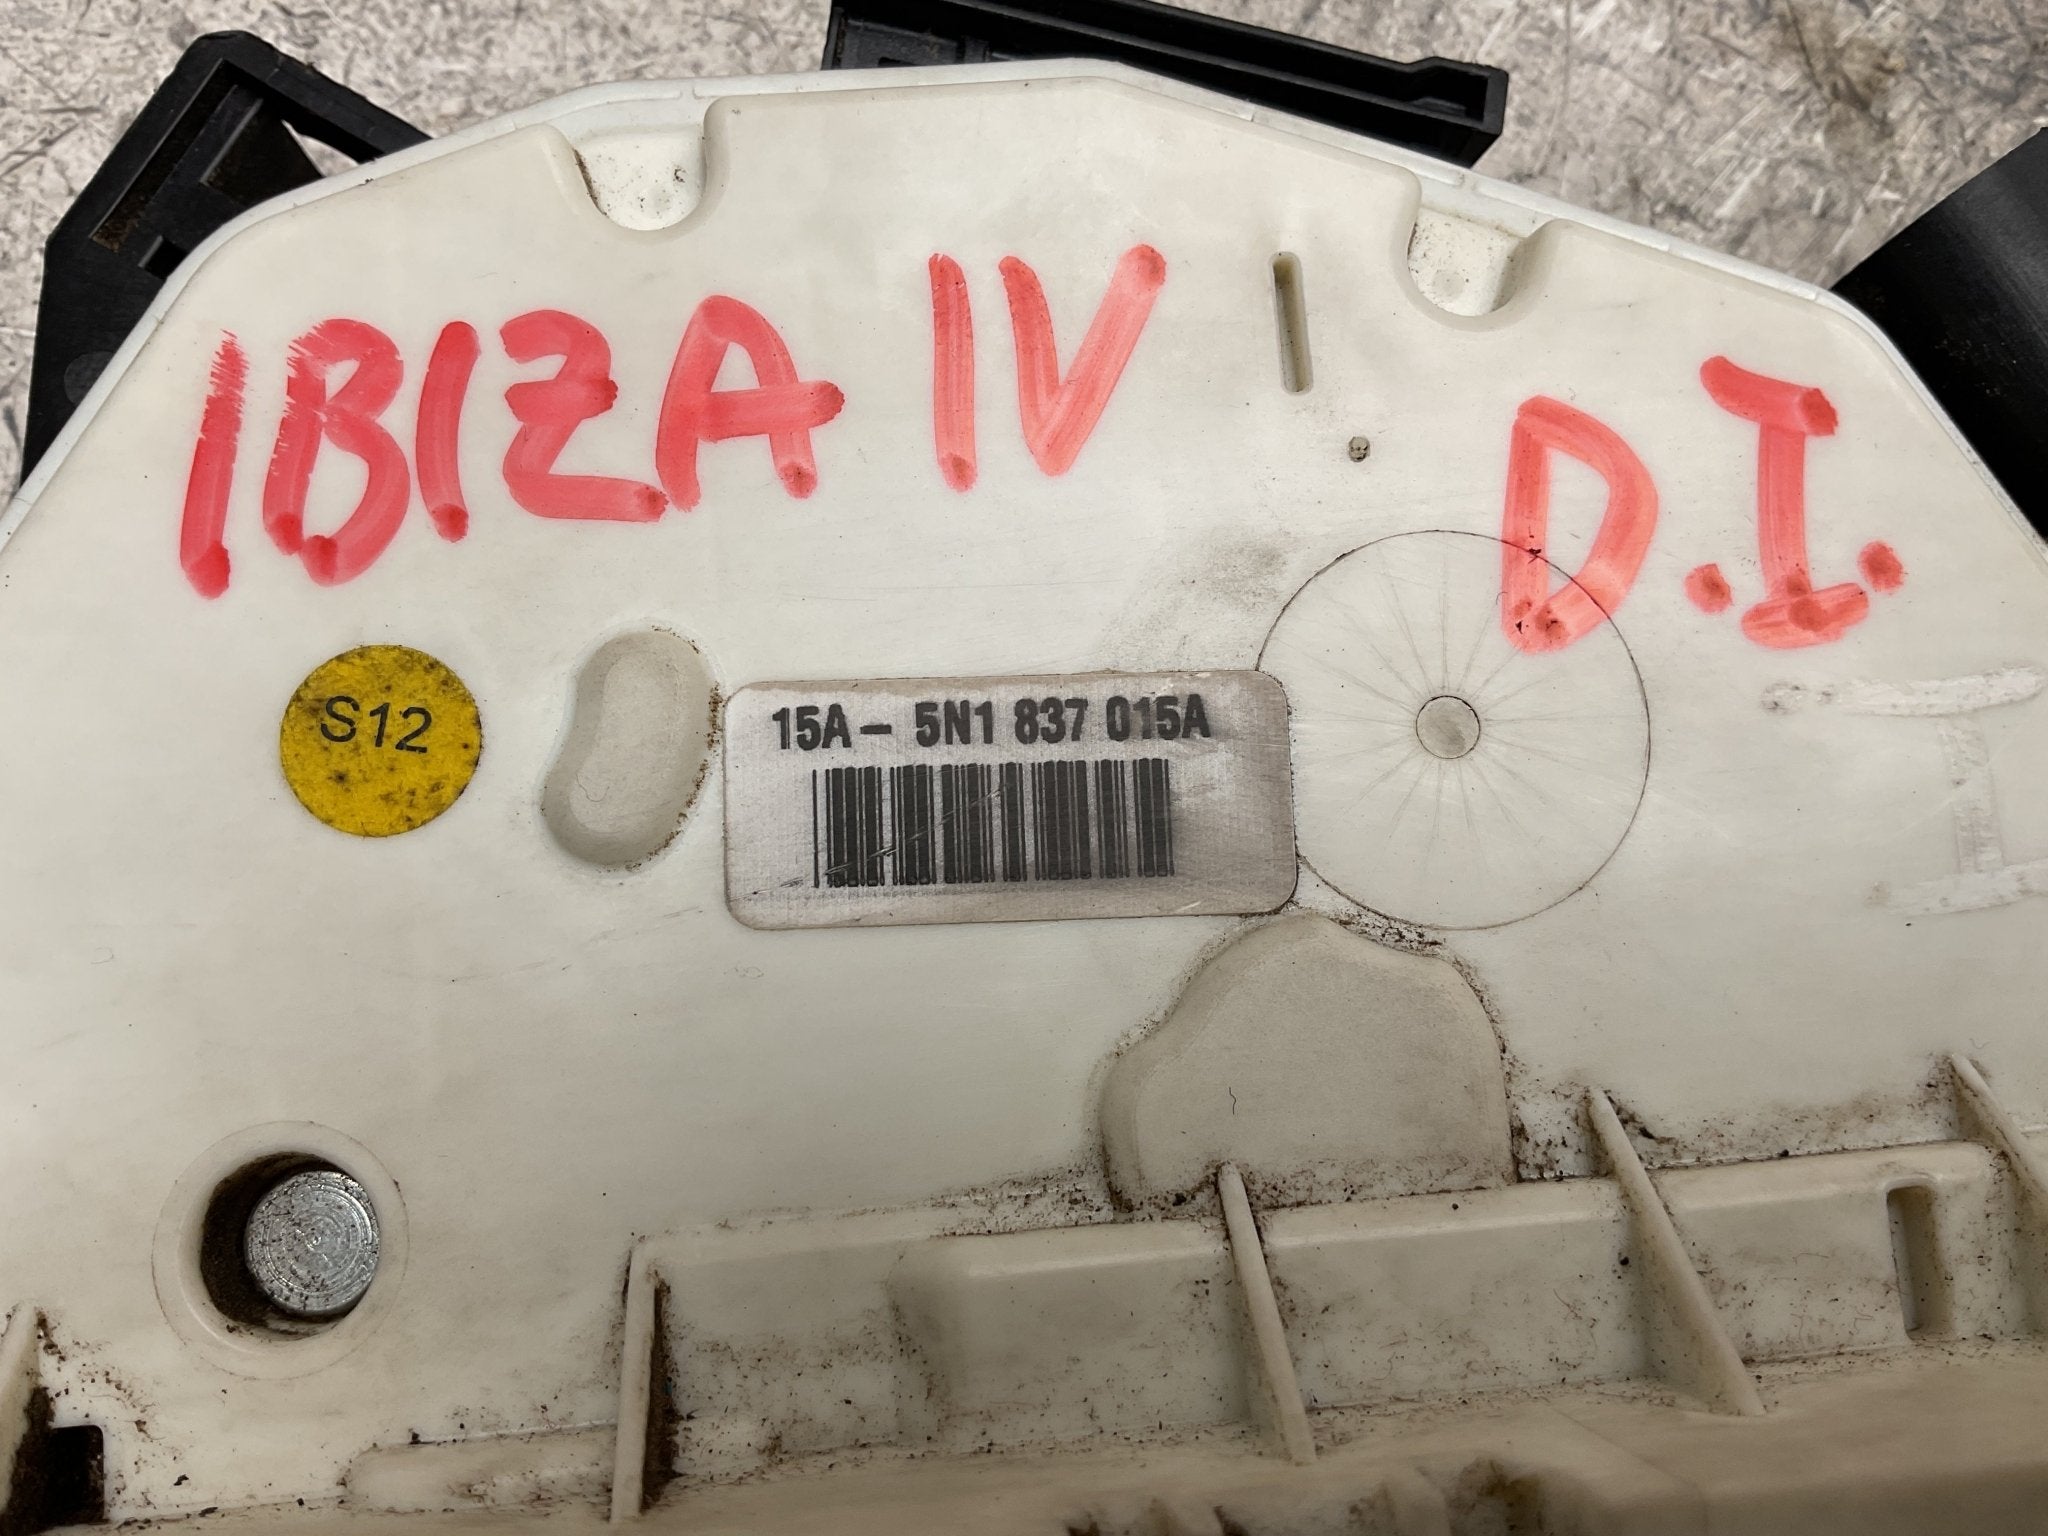 IBIZA IV D.I.
S12
15A - 5N1 837 015A